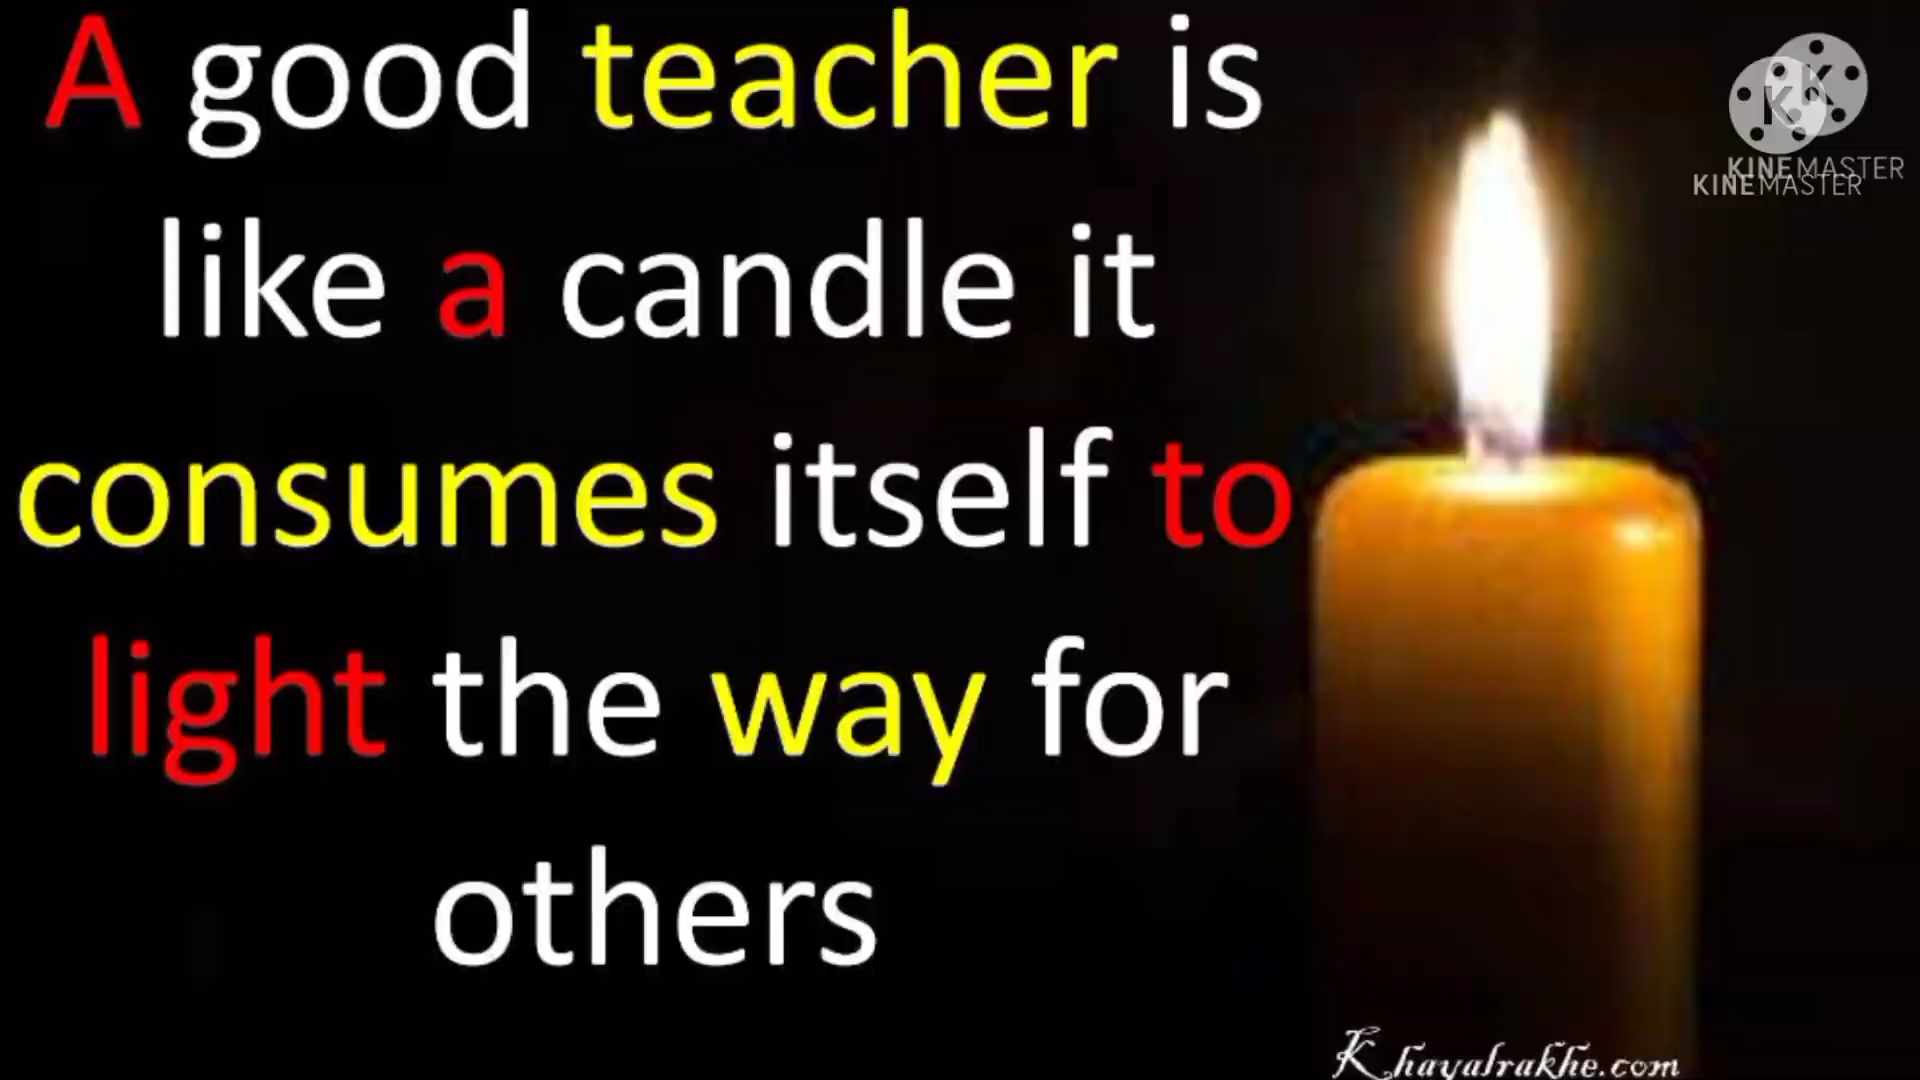 A good teacher is
like a candle it
consumes itself to
light the way for
others
K K
KINEMASTER
KINEMASTER
Khayalrakhe.com